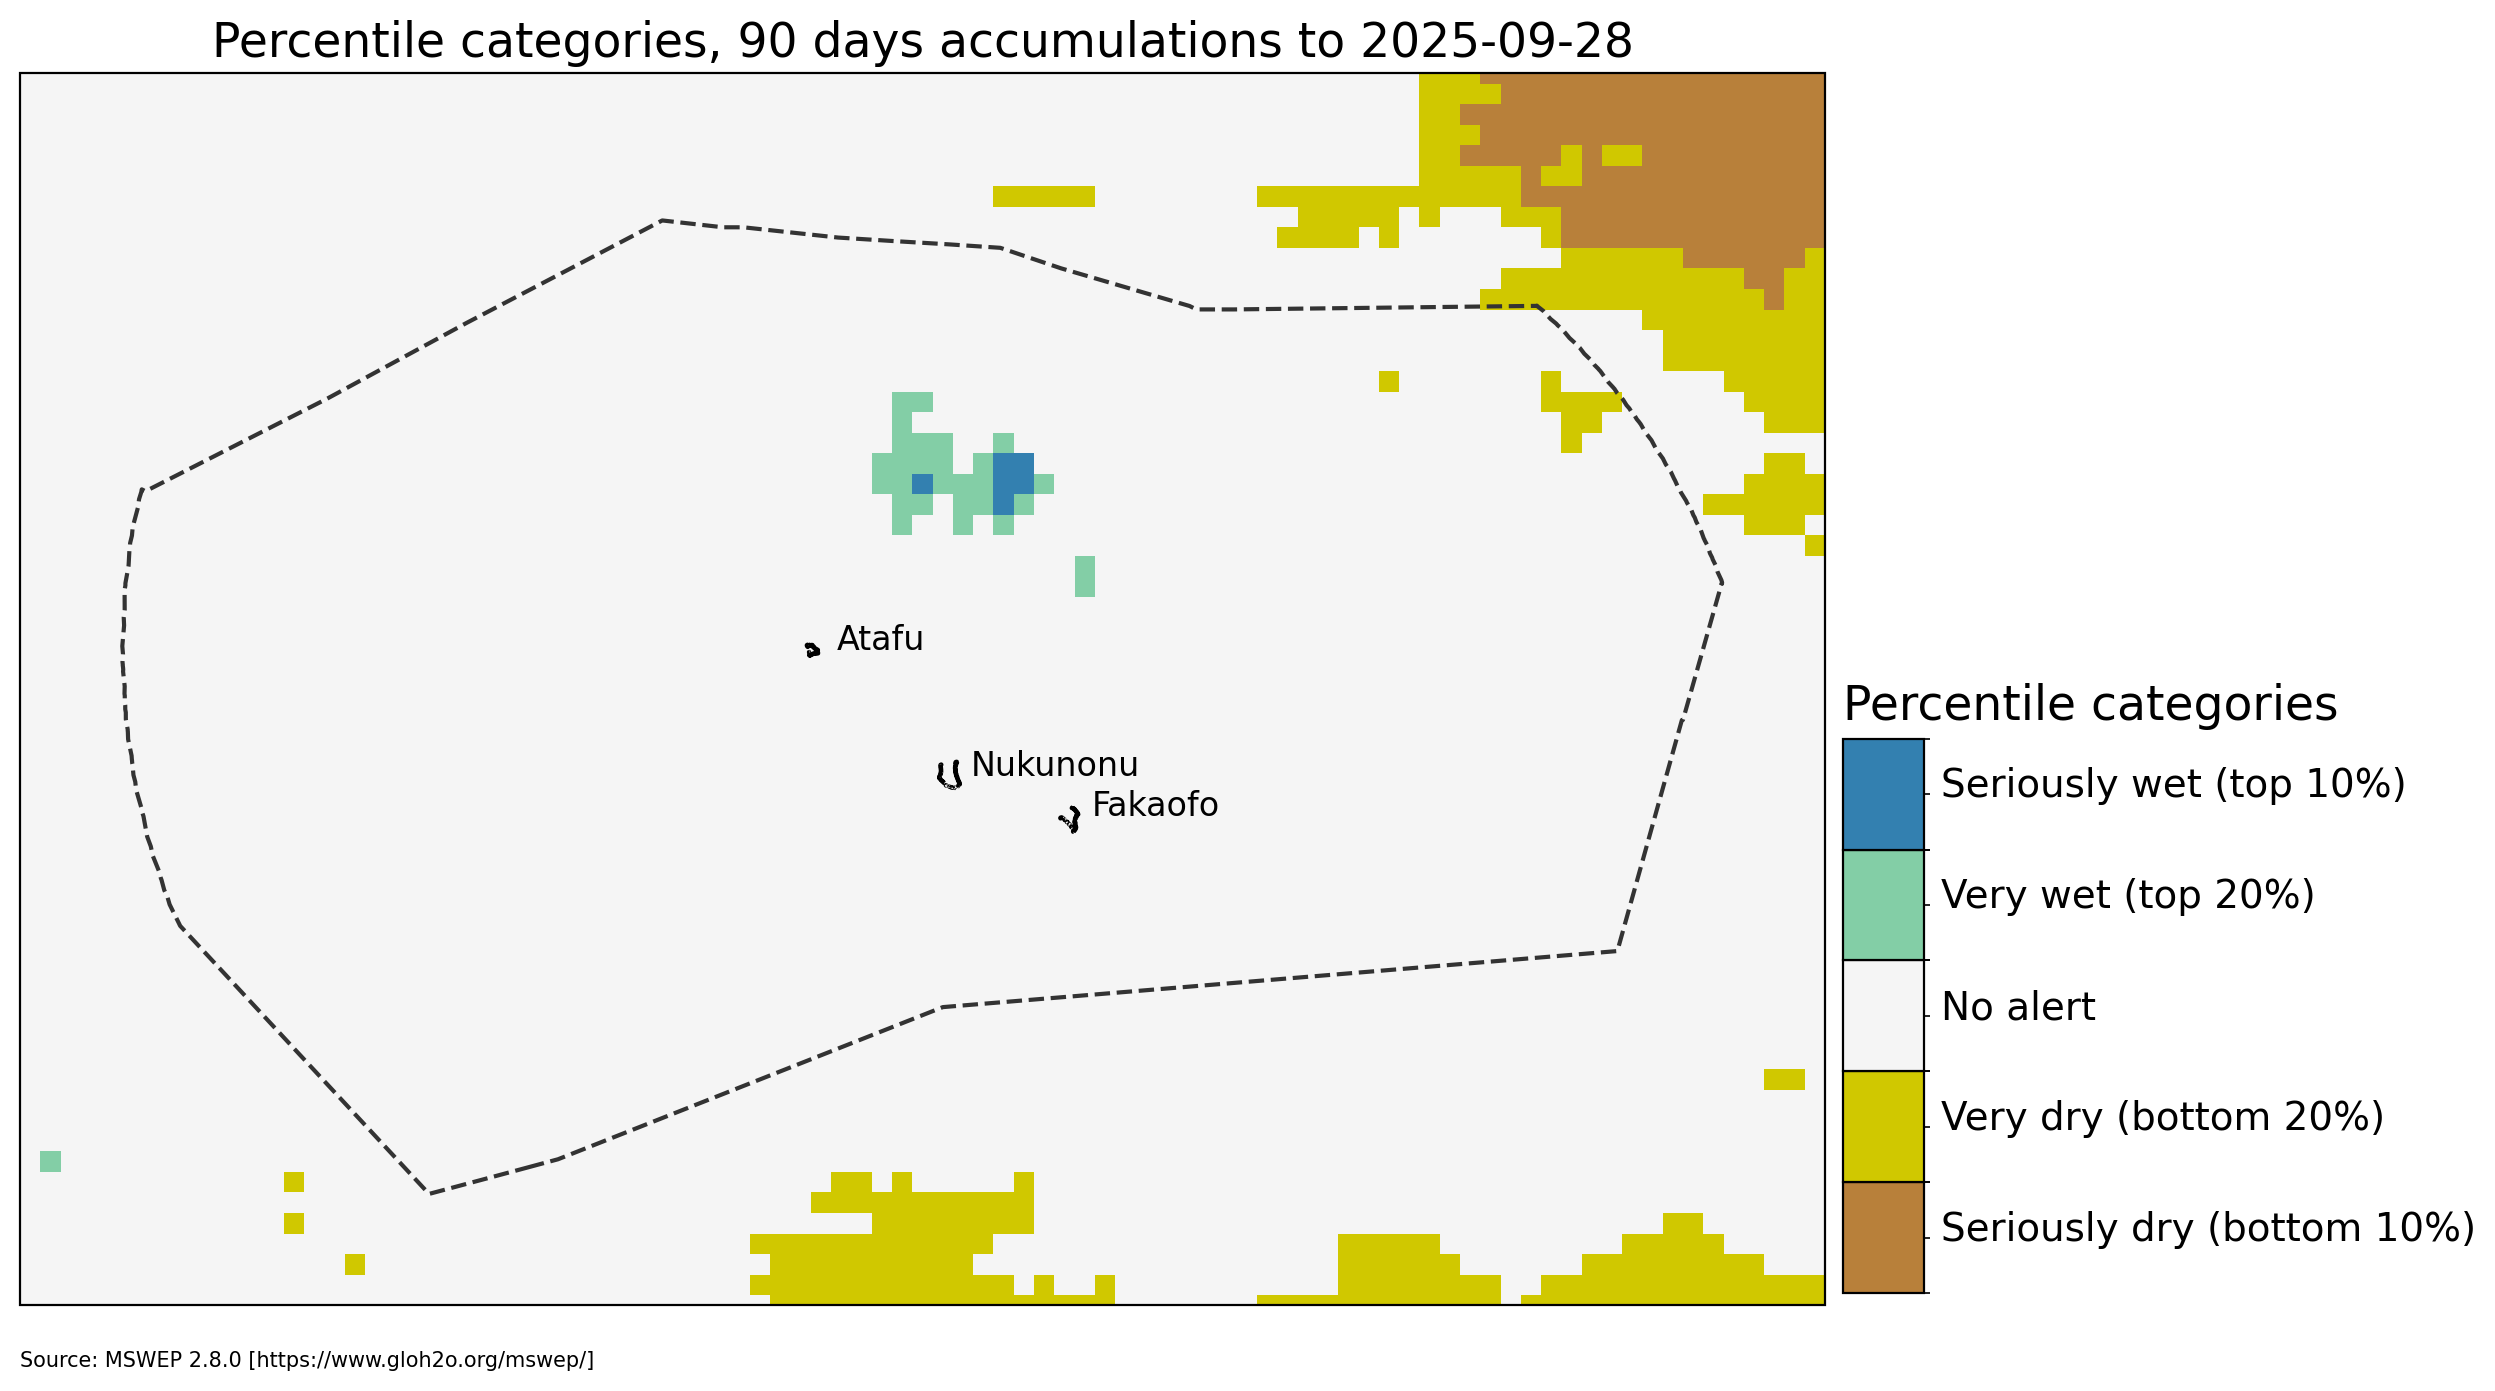 Percentile categories, 90 days accumulations to 2025-09-28
Atafu
Nukunonu
Fakaofo
Percentile categories
Seriously wet (top 10%)
Very wet (top 20%)
No alert
Very dry (bottom 20%)
Seriously dry (bottom 10%)
Source: MSWEP 2.8.0 [https://www.gloh2o.org/mswep/]